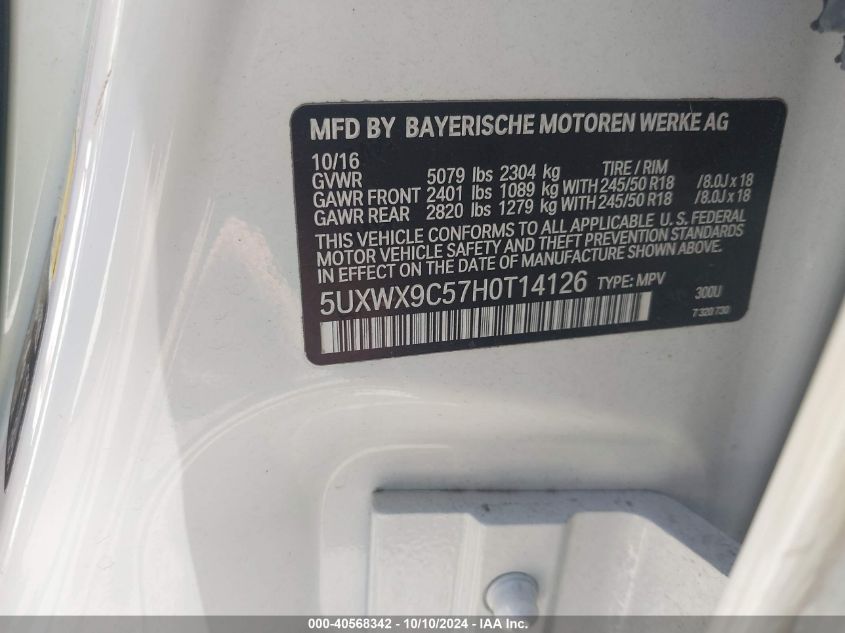 MFD BY BAYERISCHE MOTOREN WERKE AG
10/16 TIRE / RIM
GVWR 5079 lbs 2304 kg
GAWR FRONT 2401 lbs 1089 kg WITH 245/50 R18 /8.0J x 18
GAWR REAR 2820 lbs 1279 kg WITH 245/50 R18 /8.0J x 18
THIS VEHICLE CONFORMS TO ALL APPLICABLE U. S. FEDERAL
MOTOR VEHICLE SAFETY AND THEFT PREVENTION STANDARDS
IN EFFECT ON THE DATE OF MANUFACTURE SHOWN ABOVE.
5UXWX9C57H0T14126 TYPE: MPV 300U
7 320 730
000-40568342 - 10/10/2024 - IAA Inc.